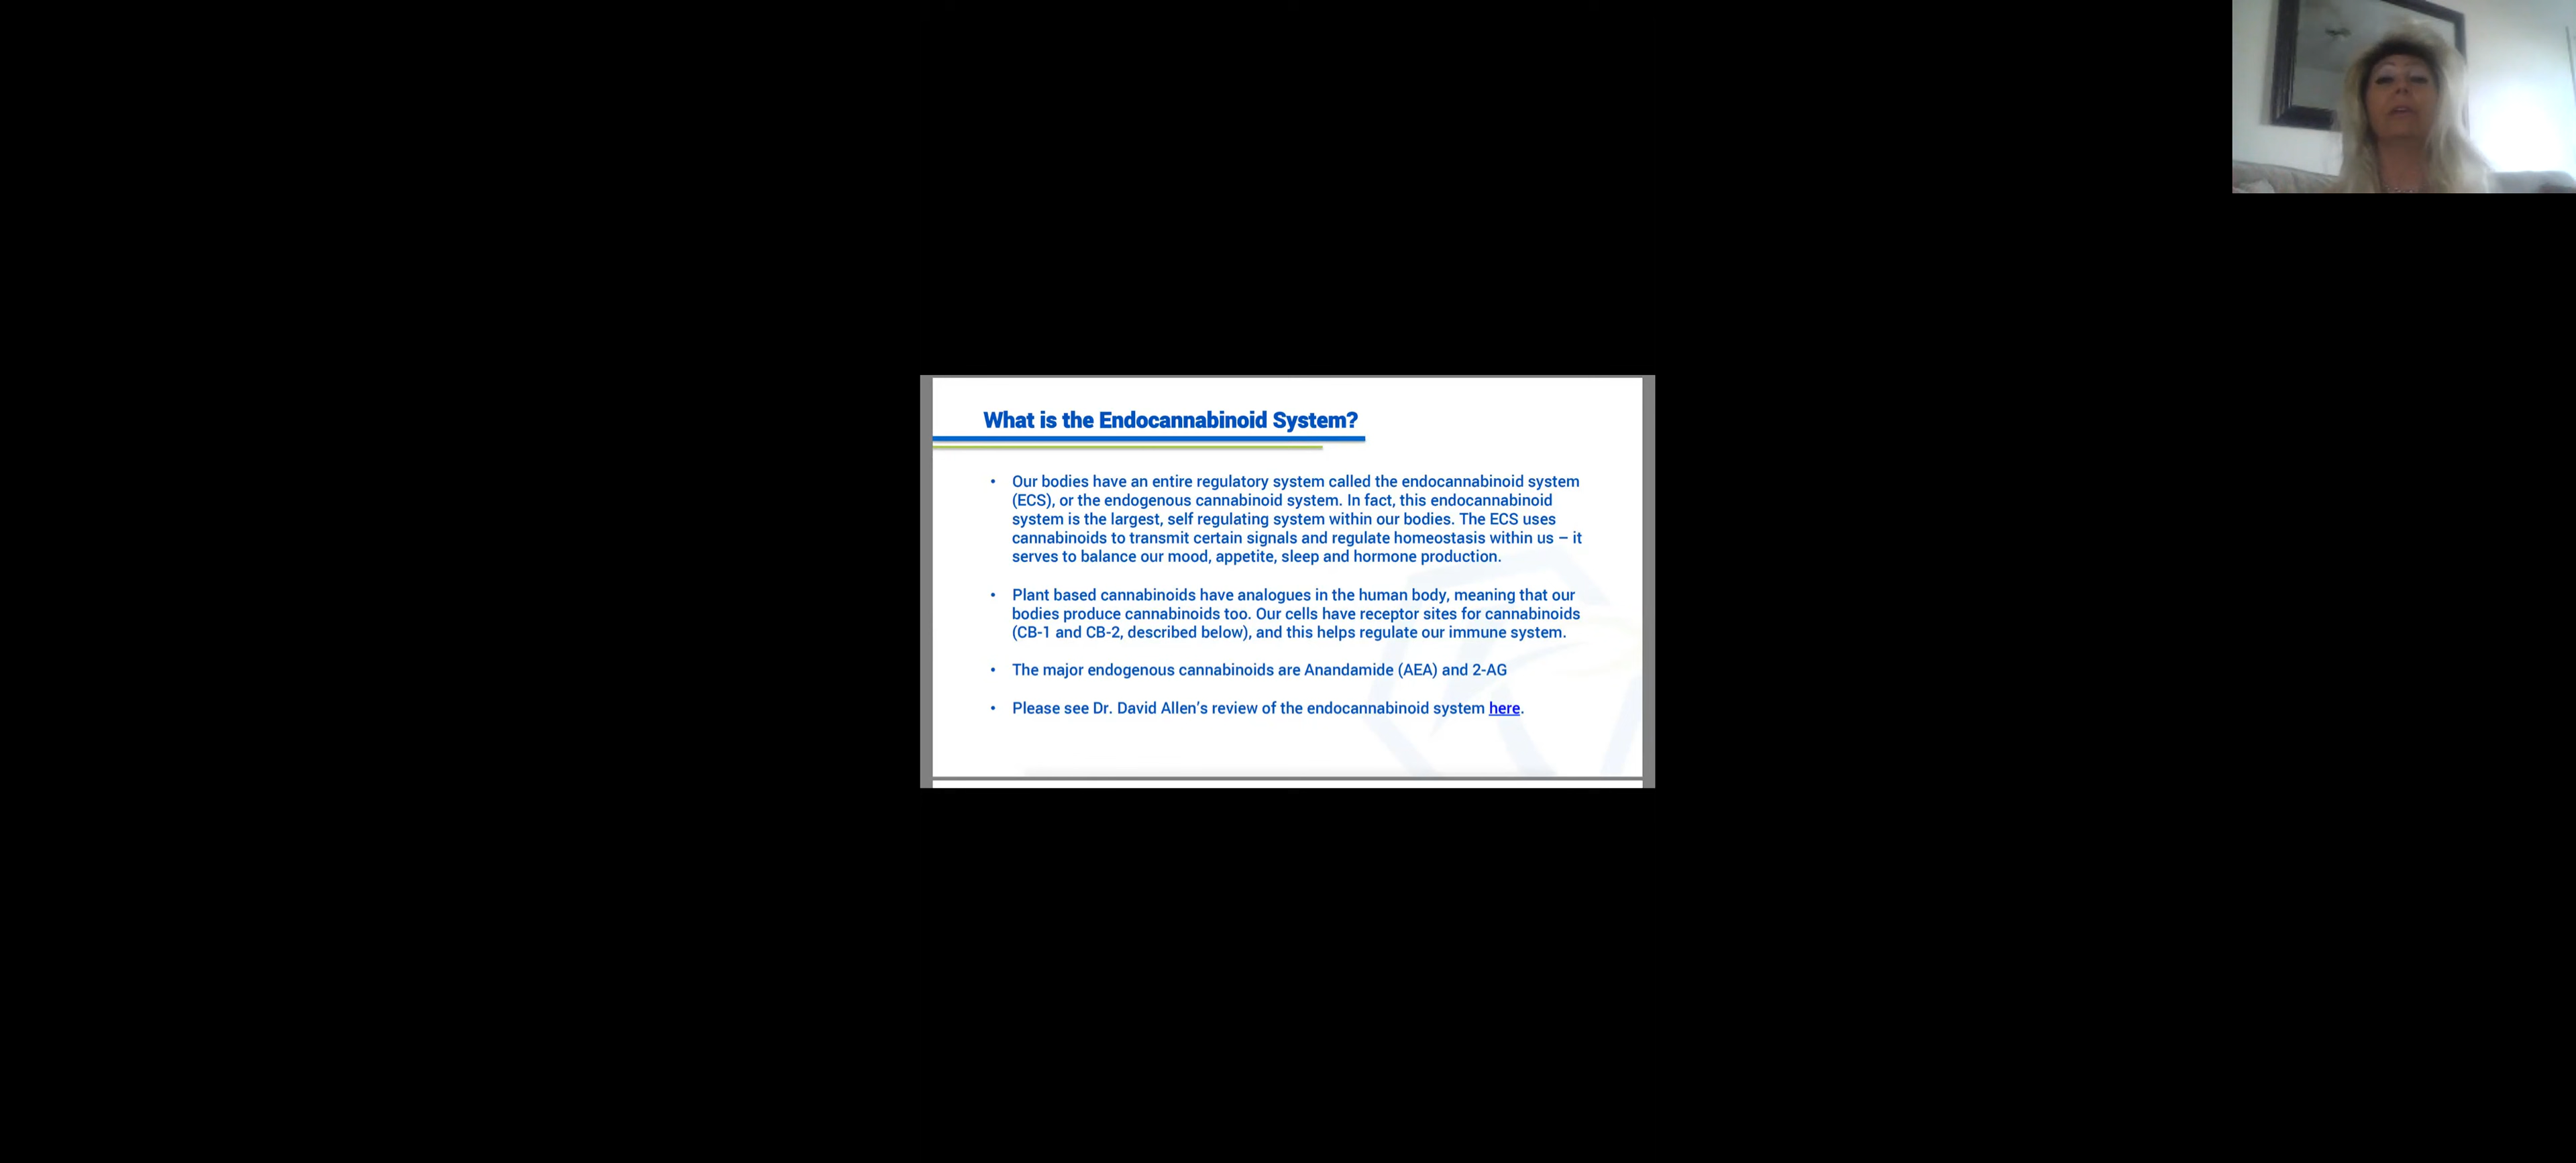 What is the Endocannabinoid System?
• Our bodies have an entire regulatory system called the endocannabinoid system
(ECS), or the endogenous cannabinoid system. In fact, this endocannabinoid
system is the largest, self regulating system within our bodies. The ECS uses
cannabinoids to transmit certain signals and regulate homeostasis within us – it
serves to balance our mood, appetite, sleep and hormone production.
• Plant based cannabinoids have analogues in the human body, meaning that our
bodies produce cannabinoids too. Our cells have receptor sites for cannabinoids
(CB-1 and CB-2, described below), and this helps regulate our immune system.
• The major endogenous cannabinoids are Anandamide (AEA) and 2-AG
• Please see Dr. David Allen’s review of the endocannabinoid system here.